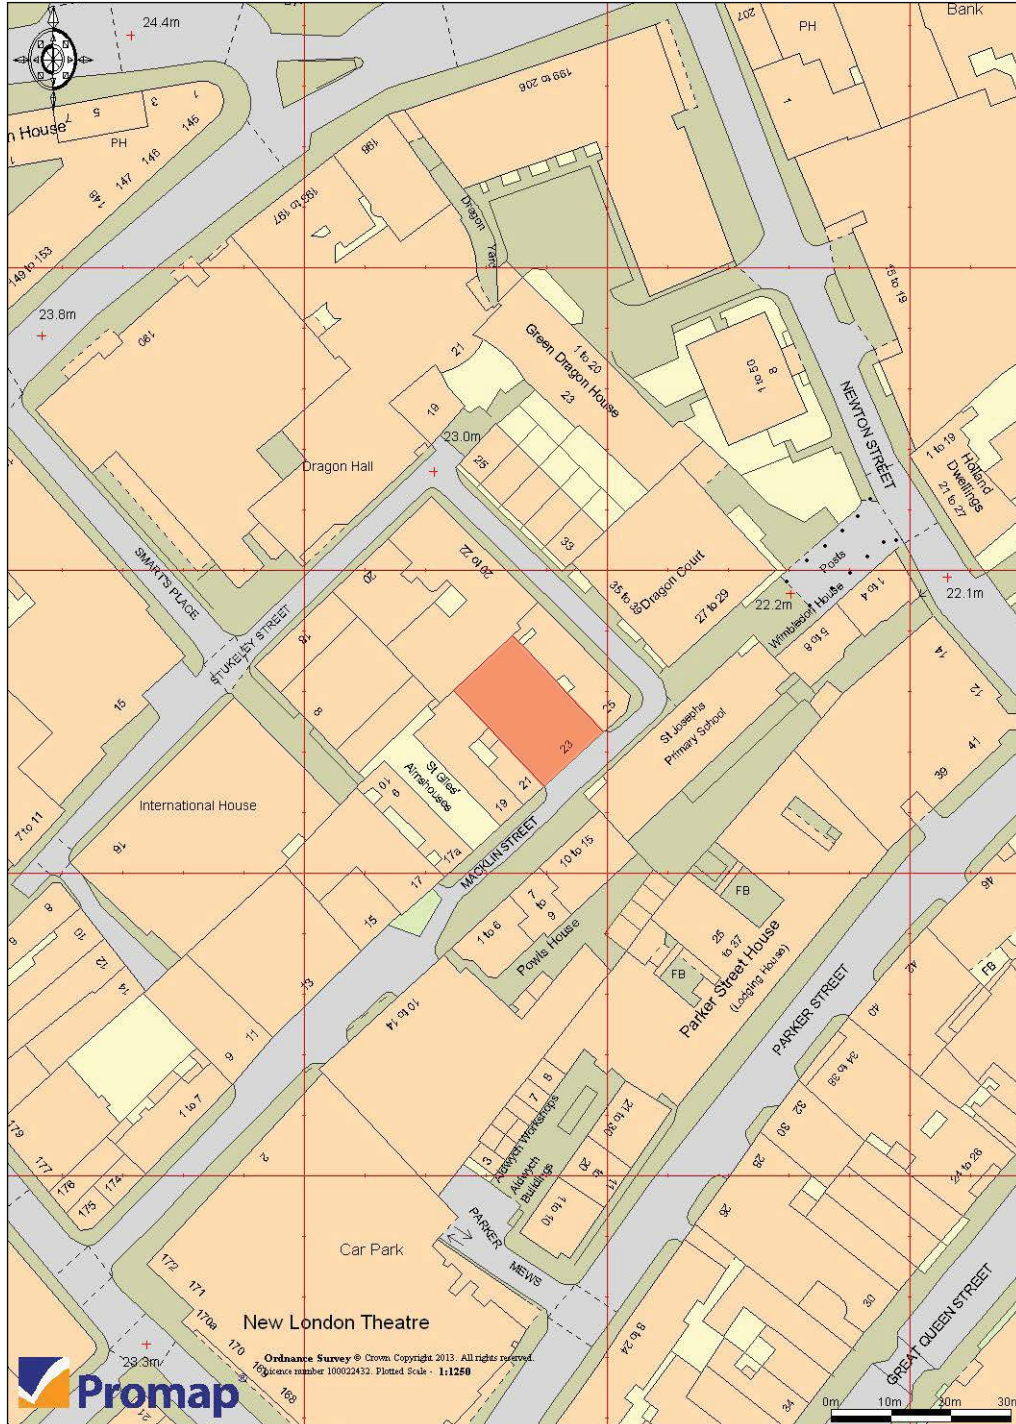 24.4m
207
Bank
PH
1
3
5
7
1
145
n House
PH
146
147
148
149 to 153
199 to 206
198
193 to 197
Dragon
Yard
15 to 19
23.8m
190
21
Green Dragon House
1 to 20
23
8
1 to 50
NEWTON STREET
19
23.0m
25
Dragon Hall
33
1 to 19
Holland
Dwellings
21 to 27
SMART'S PLACE
20 to 22
20
35 to 38
Dragon Court
27 to 29
Posts
22.2m
Wimbledon House
1 to 4
5 to 8
22.1m
STUKELEY STREET
18
15
8
25
23
St Josephs
Primary School
14
12
41
39
St Giles'
Almshouses
10
9
21
19
International House
7 to 11
16
17a
17
MACKLIN STREET
10 to 15
7
to
9
1 to 6
Powis House
15
13
FB
25
to 37
Parker Street House
(Lodging House)
FB
46
42
FB
40
PARKER STREET
8
6
10
12
14
11
9
10 to 14
34 to 38
32
30
28
26
24 to 26
1 to 7
179
177
176
175
174
2
8
7
3
Aldwych Workshops
Aldwych
Buildings
21 to 30
20
to
11
1 to 10
PARKER
MEWS
Car Park
172
171
170a
170
169
168
New London Theatre
8 to 24
30
34
GREAT QUEEN STREET
23.3m
21
Ordnance Survey © Crown Copyright 2013. All rights reserved.
Licence number 100022432. Plotted Scale - 1:1250
Promap
0m 10m 20m 30m